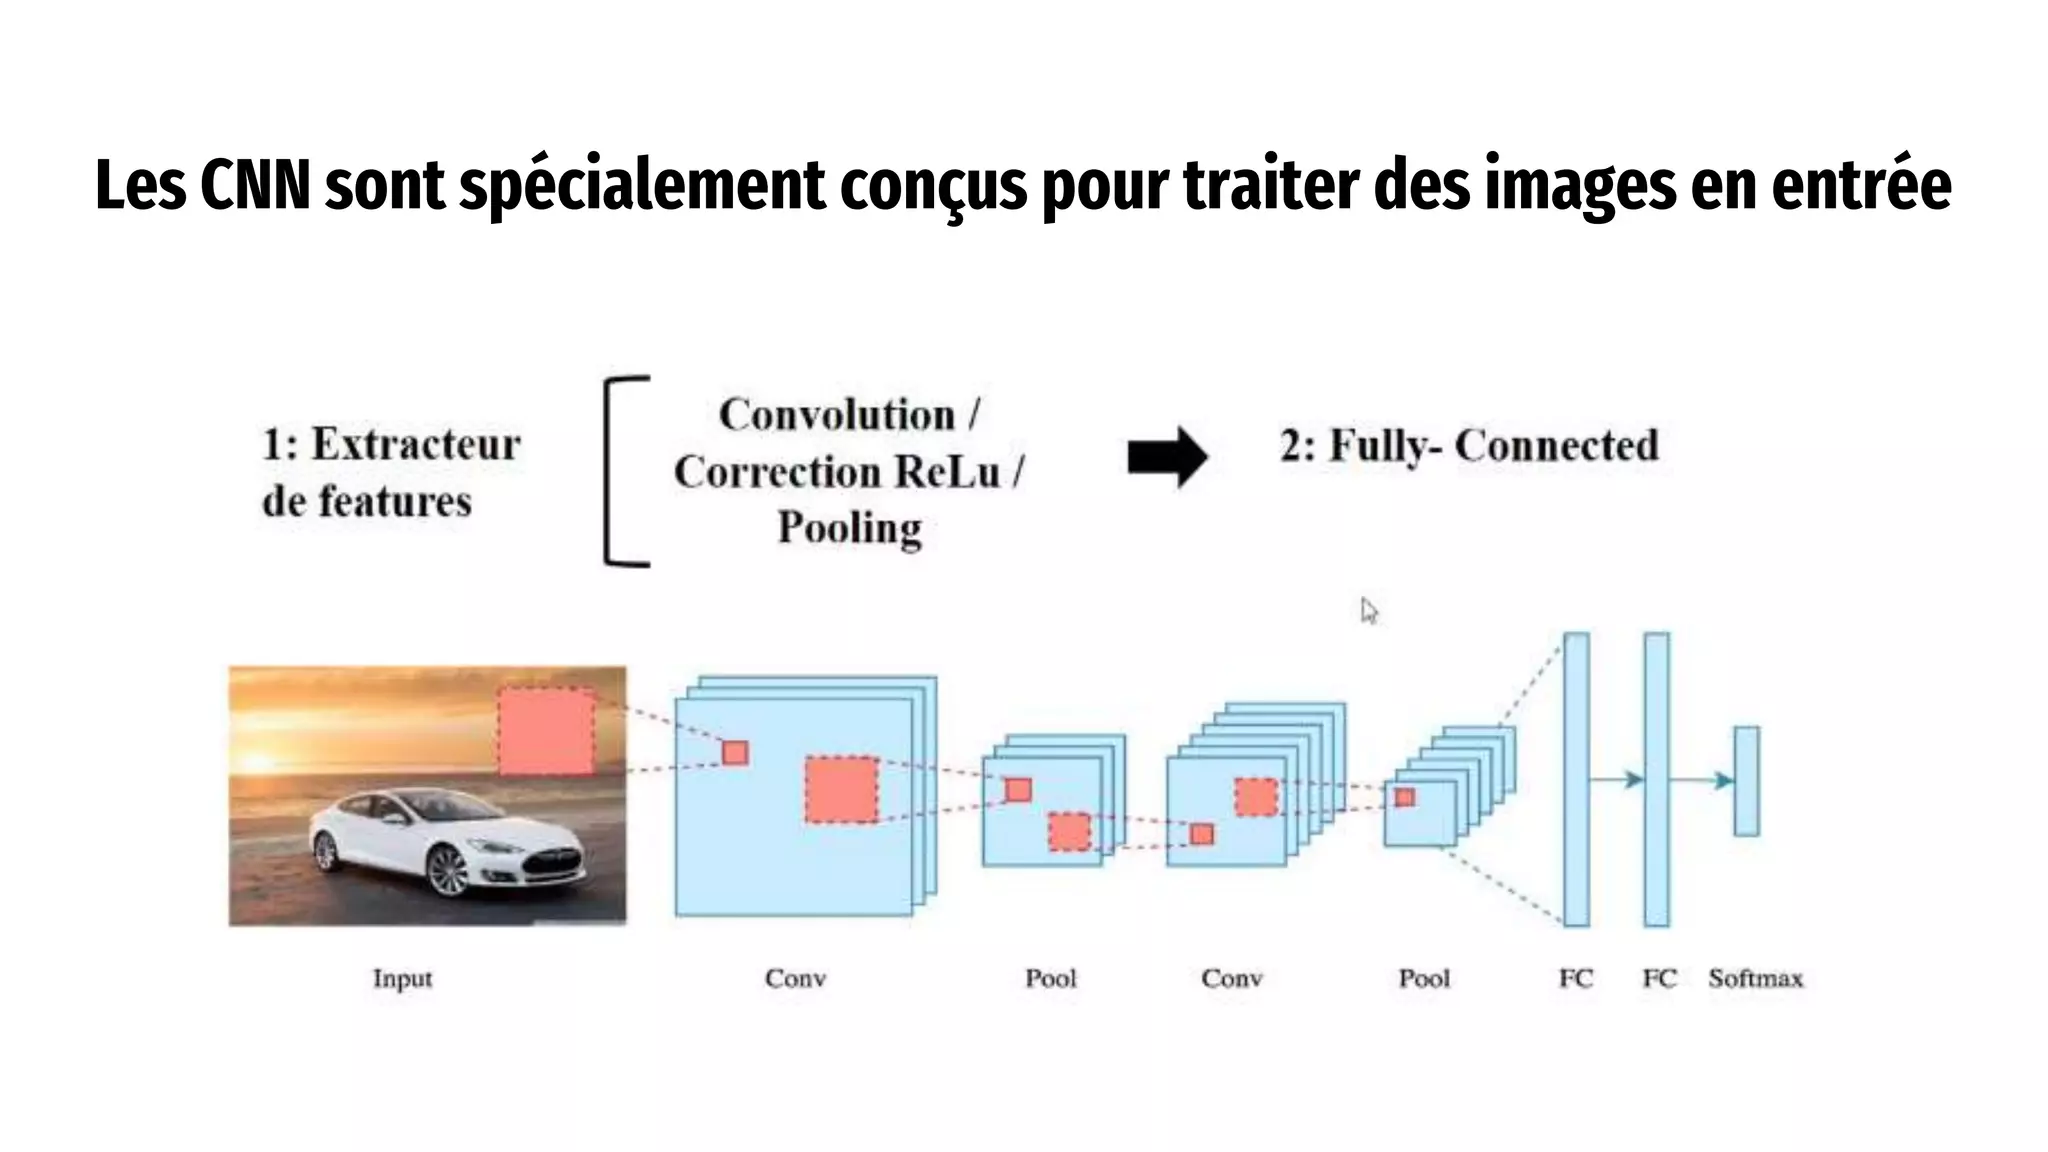 Les CNN sont spécialement conçus pour traiter des images en entrée
1: Extracteur
de features
Convolution /
Correction ReLu /
Pooling
2: Fully- Connected
Input
Conv
Pool
Conv
Pool
FC
FC
Softmax